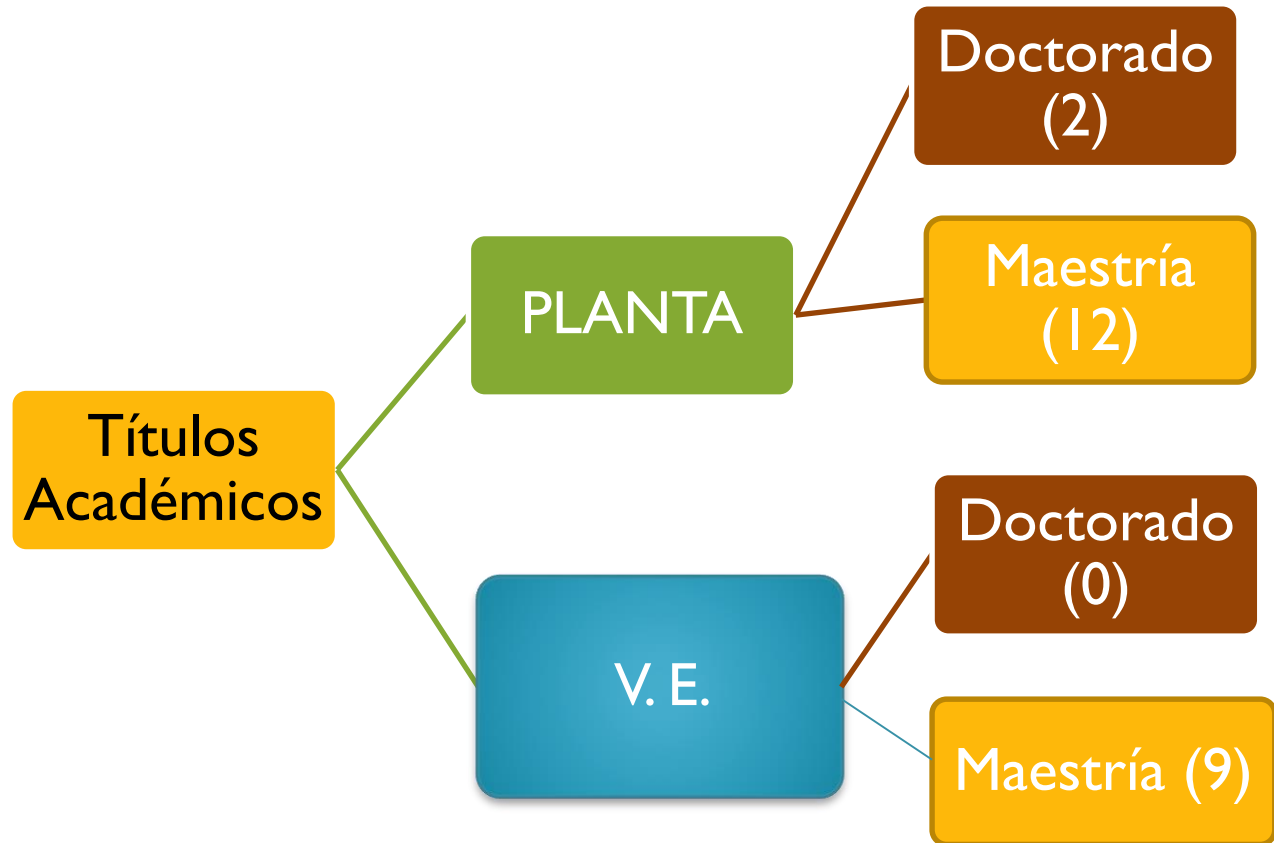 Títulos
Académicos
PLANTA
Doctorado
(2)
Maestría
(12)
V. E.
Doctorado
(0)
Maestría (9)